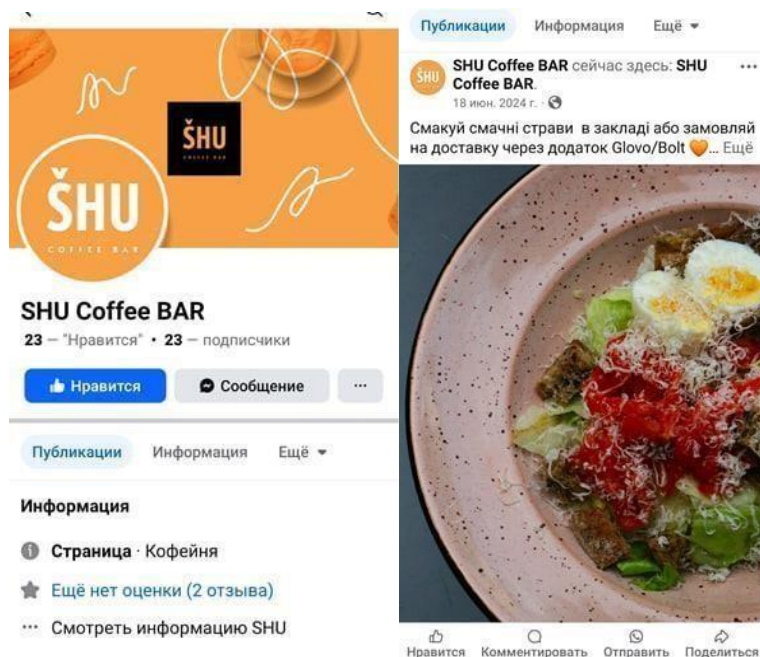 ŠHU
COFFEE BAR
ŠHU
COFFEE BAR
SHU Coffee BAR
23 — "Нравится" • 23 — подписчики
Нравится
Сообщение
...
Публикации Информация Ещё
Информация
Страница · Кофейня
Ещё нет оценки (2 отзыва)
... Смотреть информацию SHU
Публикации Информация Ещё
ŠHU
SHU Coffee BAR сейчас здесь: SHU
Coffee BAR.
18 июн. 2024 г. ·
Смакуй смачні страви в закладі або замовляй
на доставку через додаток Glovo/Bolt 🧡... Ещё
Нравится Комментировать Отправить Поделиться